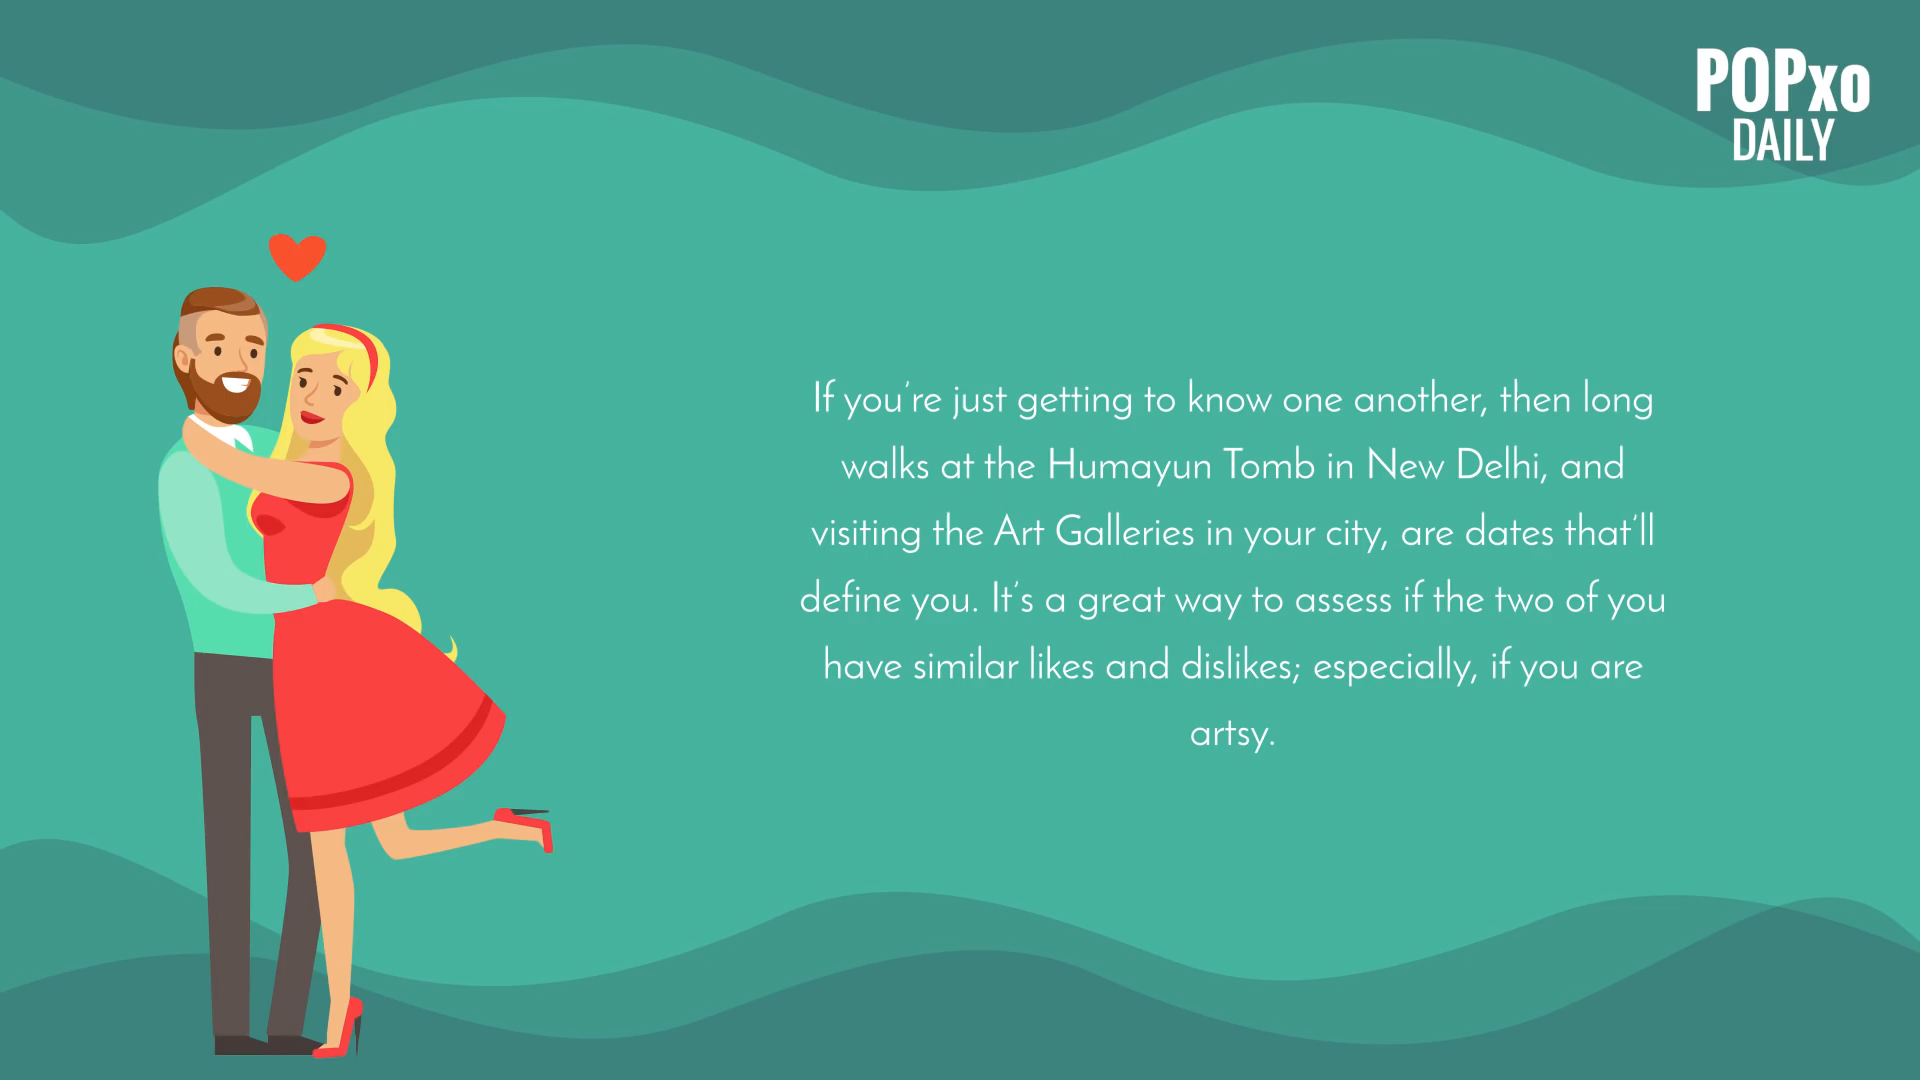 POPxo
DAILY
If you're just getting to know one another, then long
walks at the Humayun Tomb in New Delhi, and
visiting the Art Galleries in your city, are dates that'll
define you. It's a great way to assess if the two of you
have similar likes and dislikes; especially, if you are
artsy.